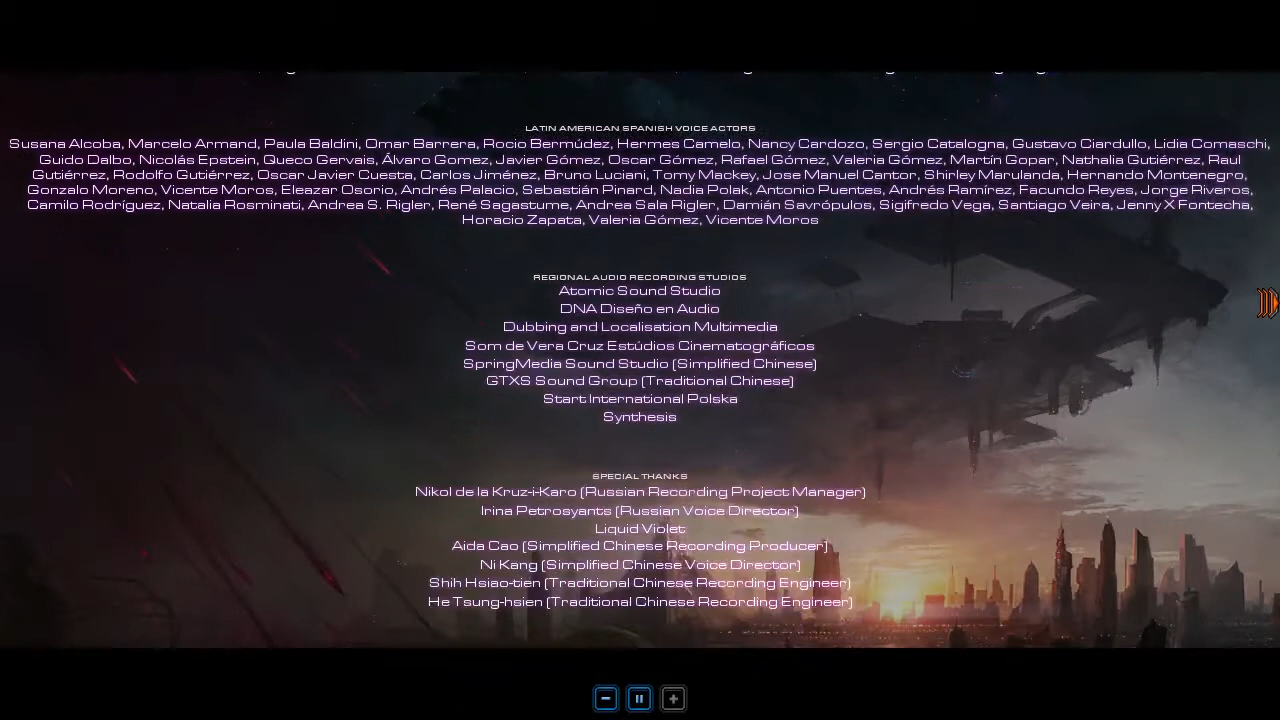 LATIN AMERICAN SPANISH VOICE ACTORS
Susana Alcoba, Marcelo Armand, Paula Baldini, Omar Barrera, Rocio Bermúdez, Hermes Camelo, Nancy Cardozo, Sergio Catalogna, Gustavo Ciardullo, Lidia Comaschi,
Guido Dalbo, Nicolás Epstein, Queco Gervais, Álvaro Gomez, Javier Gómez, Oscar Gómez, Rafael Gómez, Valeria Gómez, Martín Gopar, Nathalia Gutiérrez, Raul
Gutiérrez, Rodolfo Gutiérrez, Oscar Javier Cuesta, Carlos Jiménez, Bruno Luciani, Tomy Mackey, Jose Manuel Cantor, Shirley Marulanda, Hernando Montenegro,
Gonzalo Moreno, Vicente Moros, Eleazar Osorio, Andrés Palacio, Sebastián Pinard, Nadia Polak, Antonio Puentes, Andrés Ramírez, Facundo Reyes, Jorge Riveros,
Camilo Rodríguez, Natalia Rosminati, Andrea S. Rigler, René Sagastume, Andrea Sala Rigler, Damián Savrópulos, Sigifredo Vega, Santiago Veira, Jenny X Fontecha,
Horacio Zapata, Valeria Gómez, Vicente Moros
REGIONAL AUDIO RECORDING STUDIOS
Atomic Sound Studio
DNA Diseño en Audio
Dubbing and Localisation Multimedia
Som de Vera Cruz Estúdios Cinematográficos
SpringMedia Sound Studio (Simplified Chinese)
GTXS Sound Group (Traditional Chinese)
Start International Polska
Synthesis
SPECIAL THANKS
Nikol de la Kruz-i-Karo (Russian Recording Project Manager)
Irina Petrosyants (Russian Voice Director)
Liquid Violet
Aida Cao (Simplified Chinese Recording Producer)
Ni Kang (Simplified Chinese Voice Director)
Shih Hsiao-tien (Traditional Chinese Recording Engineer)
He Tsung-hsien (Traditional Chinese Recording Engineer)